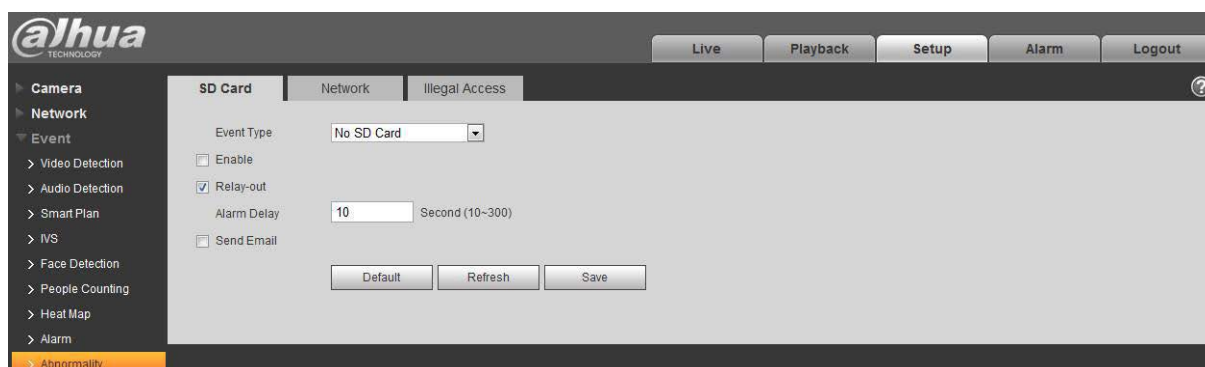 alhua
TECHNOLOGY
Live
Playback
Setup
Alarm
Logout
?
Camera
Network
Event
Video Detection
Audio Detection
Smart Plan
IVS
Face Detection
People Counting
Heat Map
Alarm
Abnormality
SD Card
Network
Illegal Access
Event Type
No SD Card
Enable
Relay-out
Alarm Delay
10
Second (10~300)
Send Email
Default
Refresh
Save